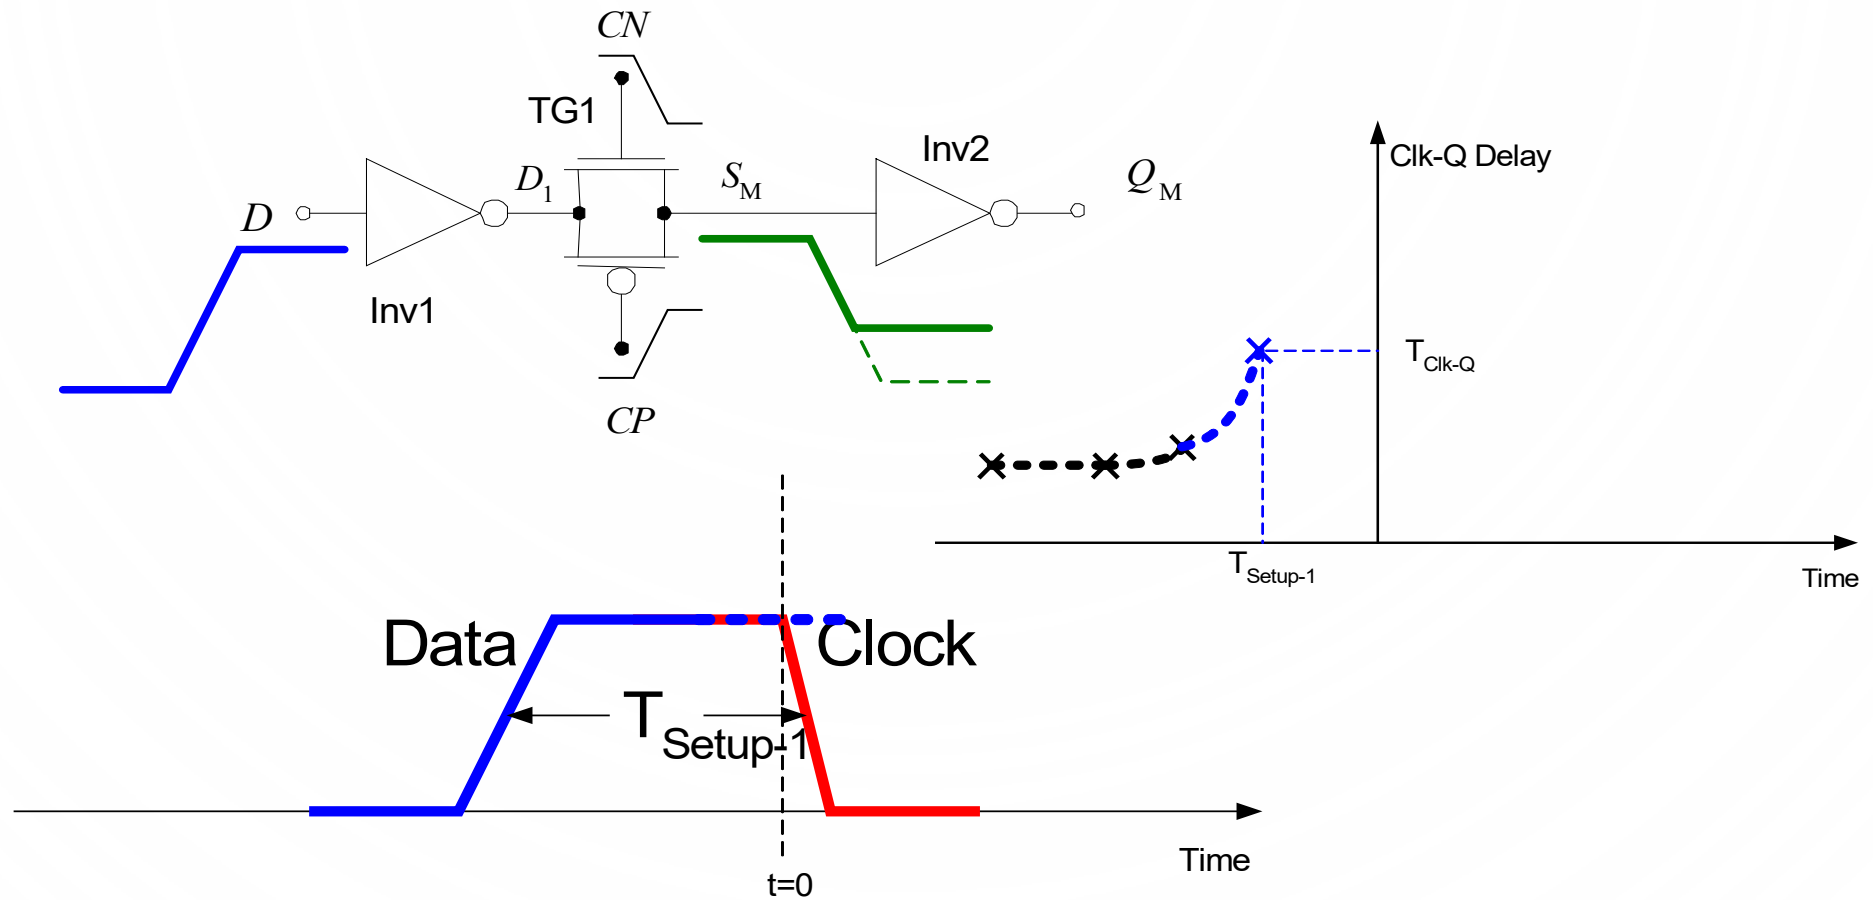 CN
TG1
Inv2
D
D1
SM
QM
Inv1
CP
Clk-Q Delay
TClk-Q
TSetup-1
Time
Data
Clock
TSetup-1
Time
t=0